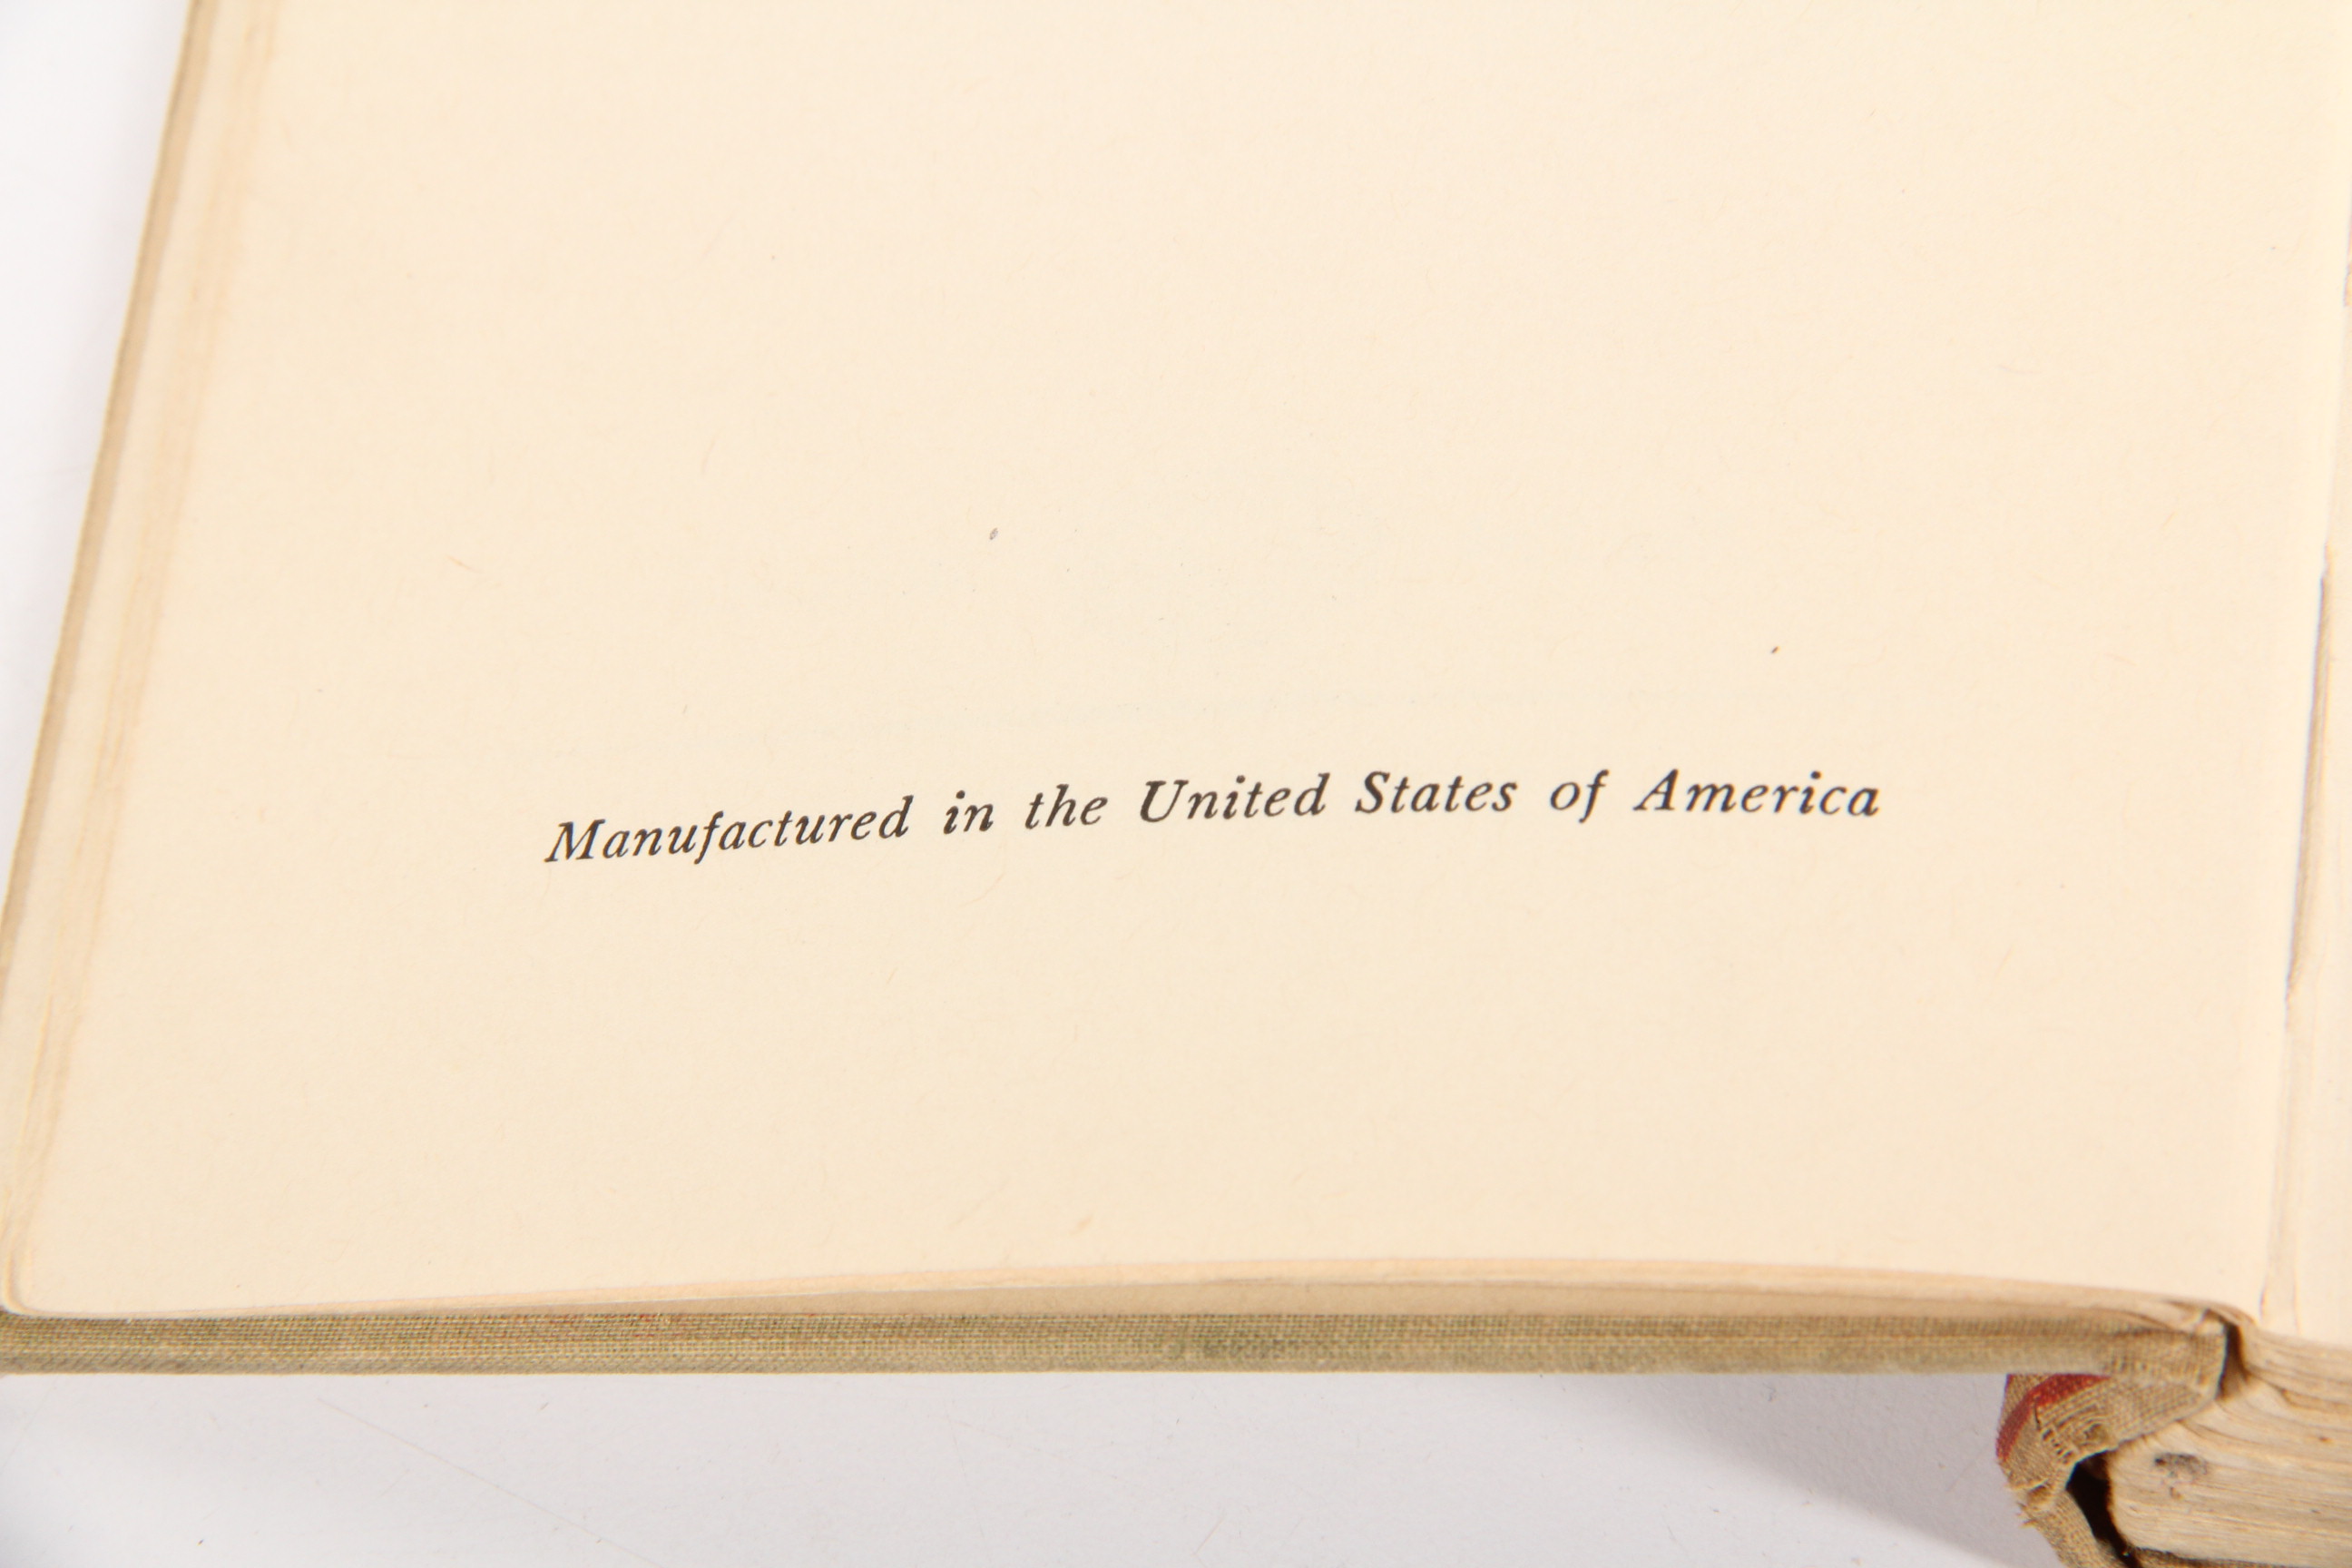 Manufactured in the United States of America